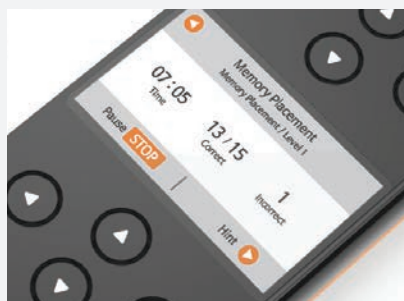 Memory Placement
Memory Placement / Level 1
07:05 13/15 1
Time Correct Incorrect
Pause STOP | Hint